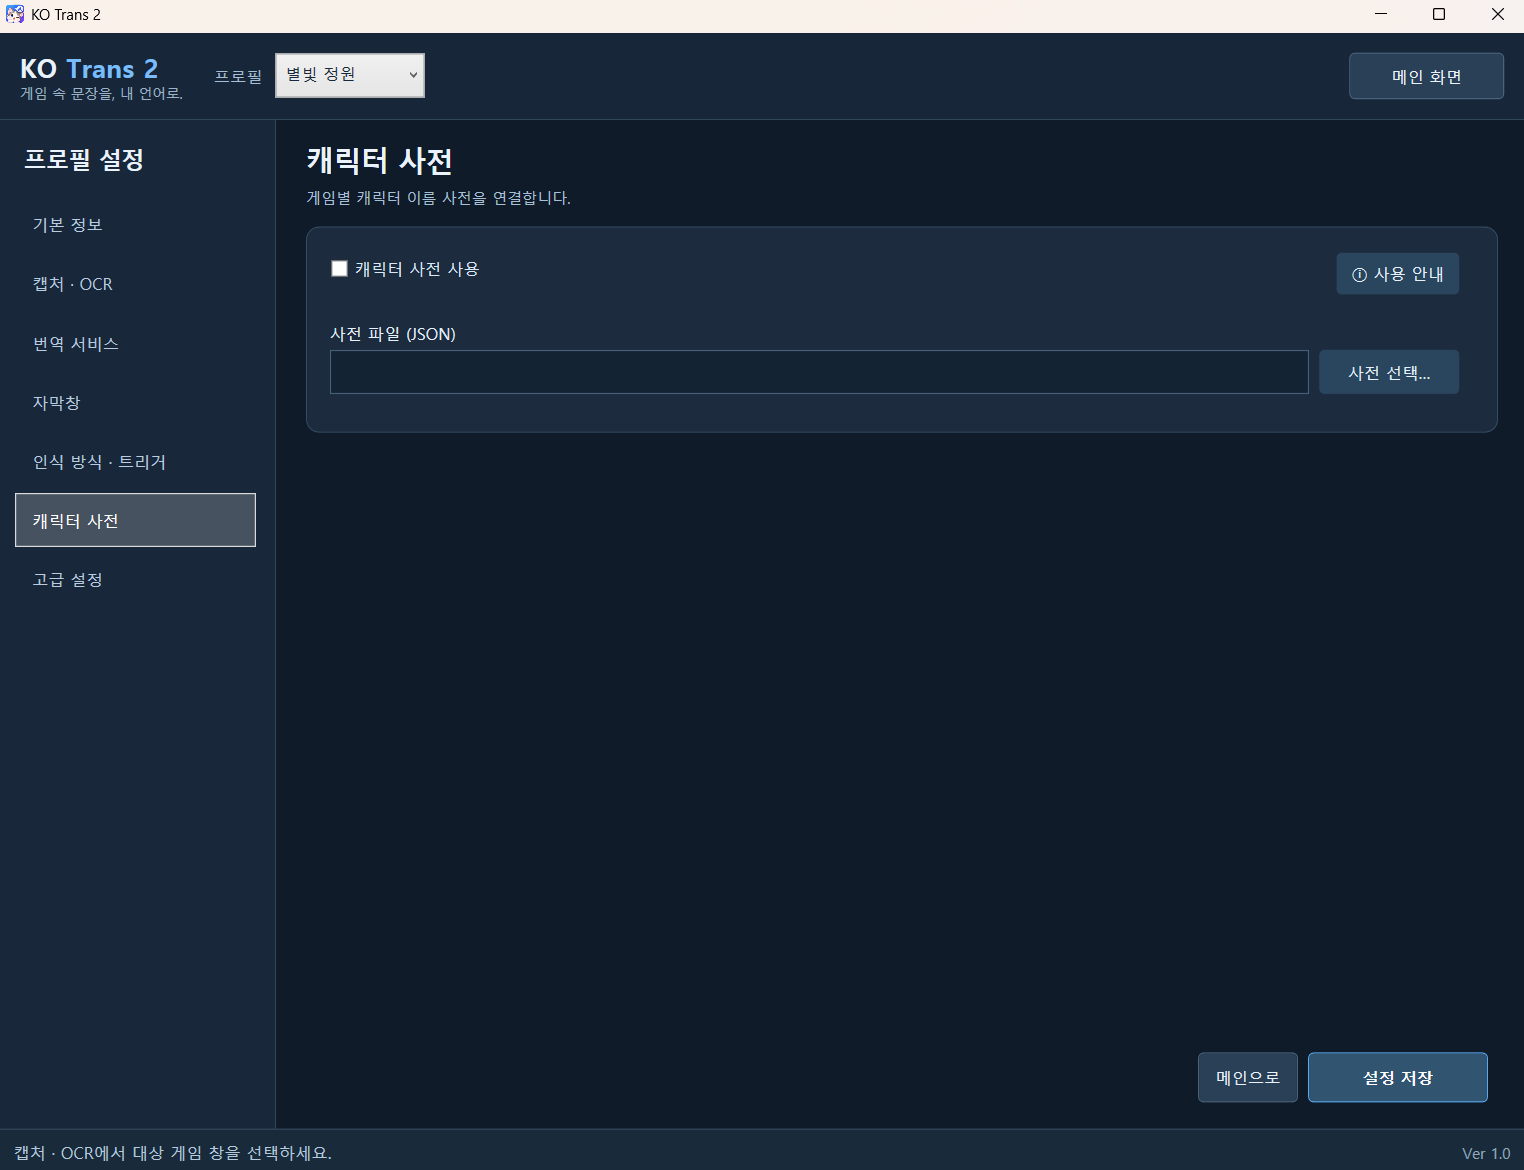 KO Trans 2
KO Trans 2
게임 속 문장을, 내 언어로.
프로필
별빛 정원
메인 화면
프로필 설정
기본 정보
캡처 · OCR
번역 서비스
자막창
인식 방식 · 트리거
캐릭터 사전
고급 설정
캐릭터 사전
게임별 캐릭터 이름 사전을 연결합니다.
캐릭터 사전 사용
ⓘ 사용 안내
사전 파일 (JSON)
사전 선택...
메인으로
설정 저장
캡처 · OCR에서 대상 게임 창을 선택하세요.
Ver 1.0